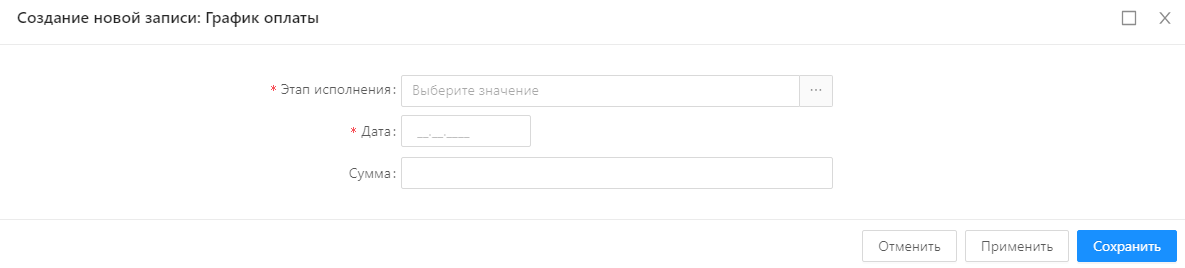 Создание новой записи: График оплаты
* Этап исполнения: Выберите значение ...
* Дата: __.__.____
Сумма:
Отменить Применить Сохранить